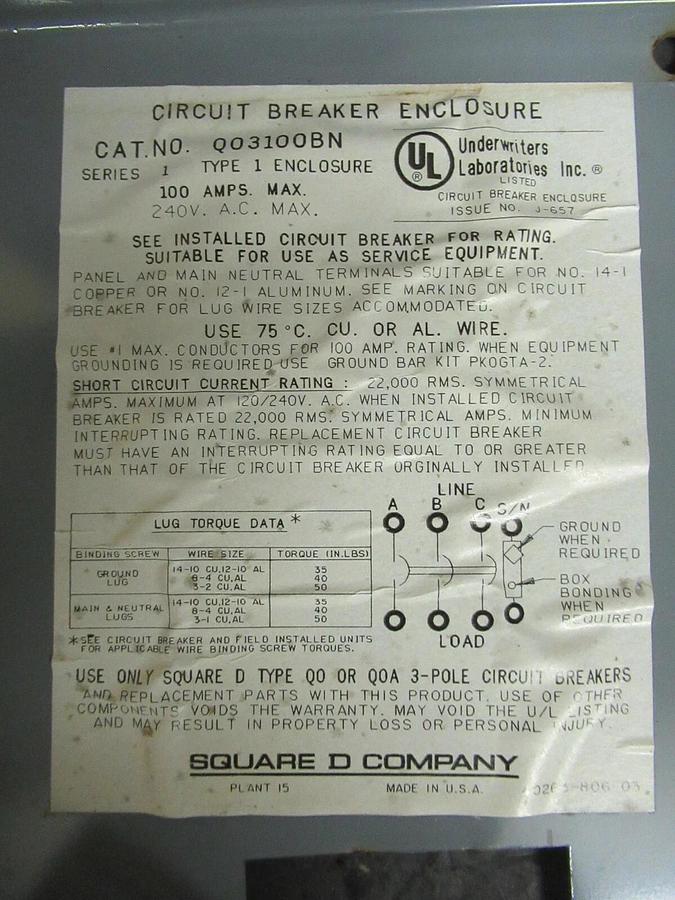 CIRCUIT BREAKER ENCLOSURE
CAT.NO. QO3100BN
SERIES 1 TYPE 1 ENCLOSURE
100 AMPS. MAX.
240V. A.C. MAX.
UL ®
Underwriters
Laboratories Inc.®
LISTED
CIRCUIT BREAKER ENCLOSURE
ISSUE NO. J-657
SEE INSTALLED CIRCUIT BREAKER FOR RATING.
SUITABLE FOR USE AS SERVICE EQUIPMENT.
PANEL AND MAIN NEUTRAL TERMINALS SUITABLE FOR NO. 14-1
COPPER OR NO. 12-1 ALUMINUM. SEE MARKING ON CIRCUIT
BREAKER FOR LUG WIRE SIZES ACCOMMODATED.
USE 75°C. CU. OR AL. WIRE.
USE #1 MAX. CONDUCTORS FOR 100 AMP. RATING. WHEN EQUIPMENT
GROUNDING IS REQUIRED USE GROUND BAR KIT PKOGTA-2.
SHORT CIRCUIT CURRENT RATING : 22,000 RMS. SYMMETRICAL
AMPS. MAXIMUM AT 120/240V. A.C. WHEN INSTALLED CIRCUIT
BREAKER IS RATED 22,000 RMS. SYMMETRICAL AMPS. MINIMUM
INTERRUPTING RATING. REPLACEMENT CIRCUIT BREAKER
MUST HAVE AN INTERRUPTING RATING EQUAL TO OR GREATER
THAN THAT OF THE CIRCUIT BREAKER ORGINALLY INSTALLED
LINE
A B C S/N
GROUND
WHEN
REQUIRED
BOX
BONDING
WHEN
REQUIRED
LOAD
LUG TORQUE DATA *
BINDING SCREW WIRE SIZE TORQUE (IN.LBS)
GROUND LUG 14-10 CU,12-10 AL 35
8-4 CU,AL 40
3-2 CU,AL 50
MAIN & NEUTRAL LUGS 14-10 CU,12-10 AL 35
8-4 CU,AL 40
3-1 CU,AL 50
*SEE CIRCUIT BREAKER AND FIELD INSTALLED UNITS
FOR APPLICABLE WIRE BINDING SCREW TORQUES.
USE ONLY SQUARE D TYPE QO OR QOA 3-POLE CIRCUIT BREAKERS
AND REPLACEMENT PARTS WITH THIS PRODUCT. USE OF OTHER
COMPONENTS VOIDS THE WARRANTY. MAY VOID THE U/L LISTING
AND MAY RESULT IN PROPERTY LOSS OR PERSONAL INJURY.
SQUARE D COMPANY
PLANT 15 MADE IN U.S.A.